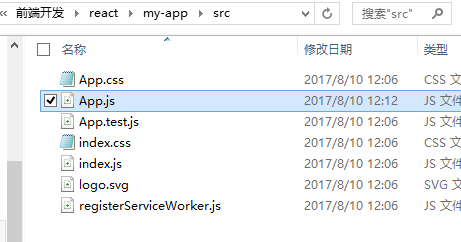 前端开发 › react › my-app › src 搜索"src"
名称 修改日期 类型
App.css 2017/8/10 12:06 CSS 文
App.js 2017/8/10 12:12 JS 文件
App.test.js 2017/8/10 12:06 JS 文件
index.css 2017/8/10 12:06 CSS 文
index.js 2017/8/10 12:06 JS 文件
logo.svg 2017/8/10 12:06 SVG 文
registerServiceWorker.js 2017/8/10 12:06 JS 文件